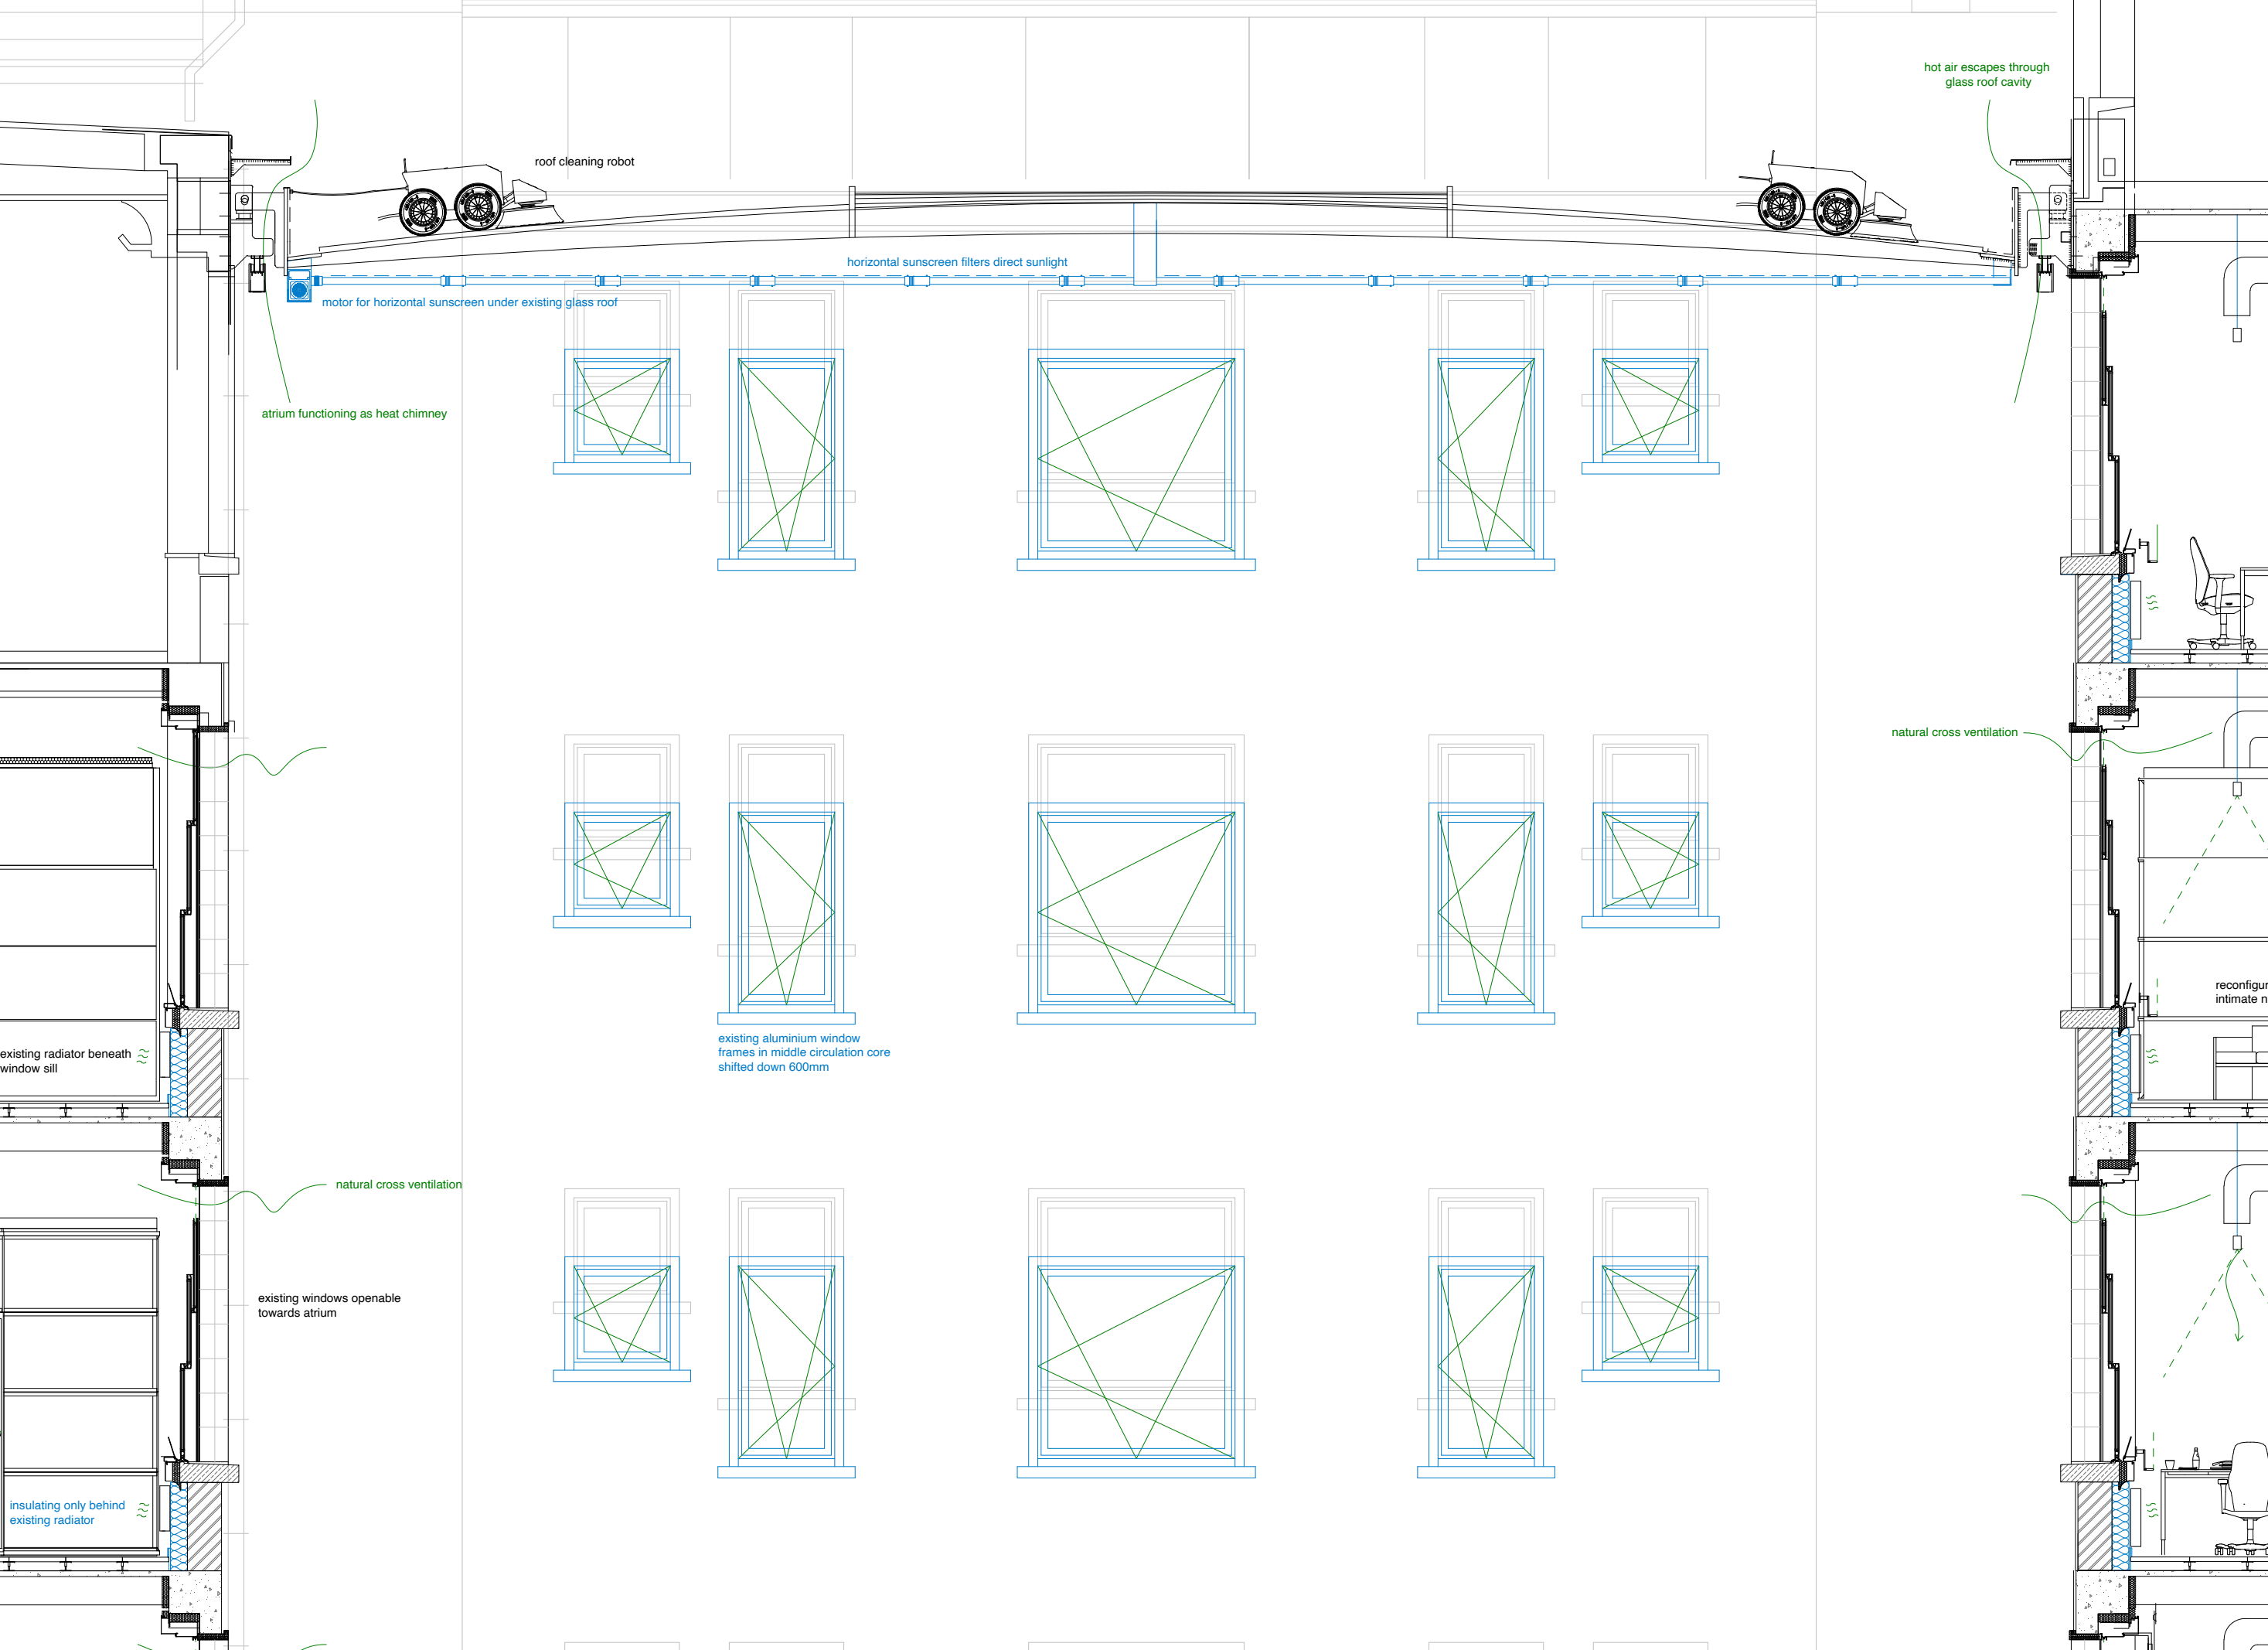 hot air escapes through
glass roof cavity
roof cleaning robot
horizontal sunscreen filters direct sunlight
motor for horizontal sunscreen under existing glass roof
atrium functioning as heat chimney
natural cross ventilation
reconfigur
intimate n
existing aluminium window
frames in middle circulation core
shifted down 600mm
existing radiator beneath
window sill
natural cross ventilation
existing windows openable
towards atrium
insulating only behind
existing radiator